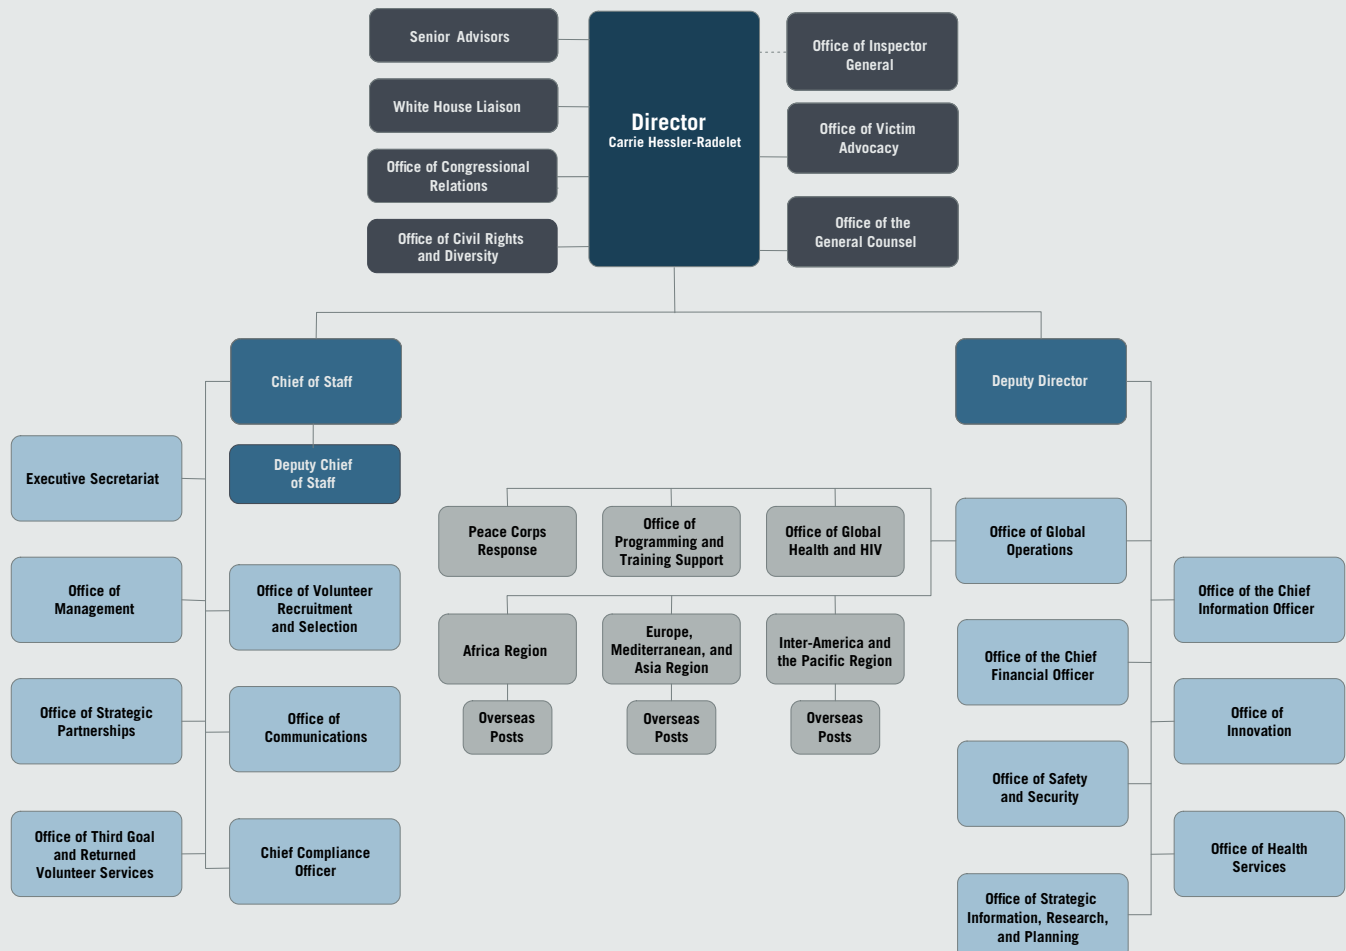 Senior Advisors
White House Liaison
Office of Congressional
Relations
Office of Civil Rights
and Diversity
Director
Carrie Hessler-Radelet
Office of Inspector
General
Office of Victim
Advocacy
Office of the
General Counsel
Chief of Staff
Deputy Chief
of Staff
Executive Secretariat
Office of
Management
Office of Volunteer
Recruitment
and Selection
Office of Strategic
Partnerships
Office of
Communications
Office of Third Goal
and Returned
Volunteer Services
Chief Compliance
Officer
Peace Corps
Response
Office of
Programming and
Training Support
Office of Global
Health and HIV
Africa Region
Europe,
Mediterranean, and
Asia Region
Inter-America and
the Pacific Region
Overseas
Posts
Overseas
Posts
Overseas
Posts
Deputy Director
Office of Global
Operations
Office of the Chief
Information Officer
Office of the Chief
Financial Officer
Office of
Innovation
Office of Safety
and Security
Office of Health
Services
Office of Strategic
Information, Research,
and Planning